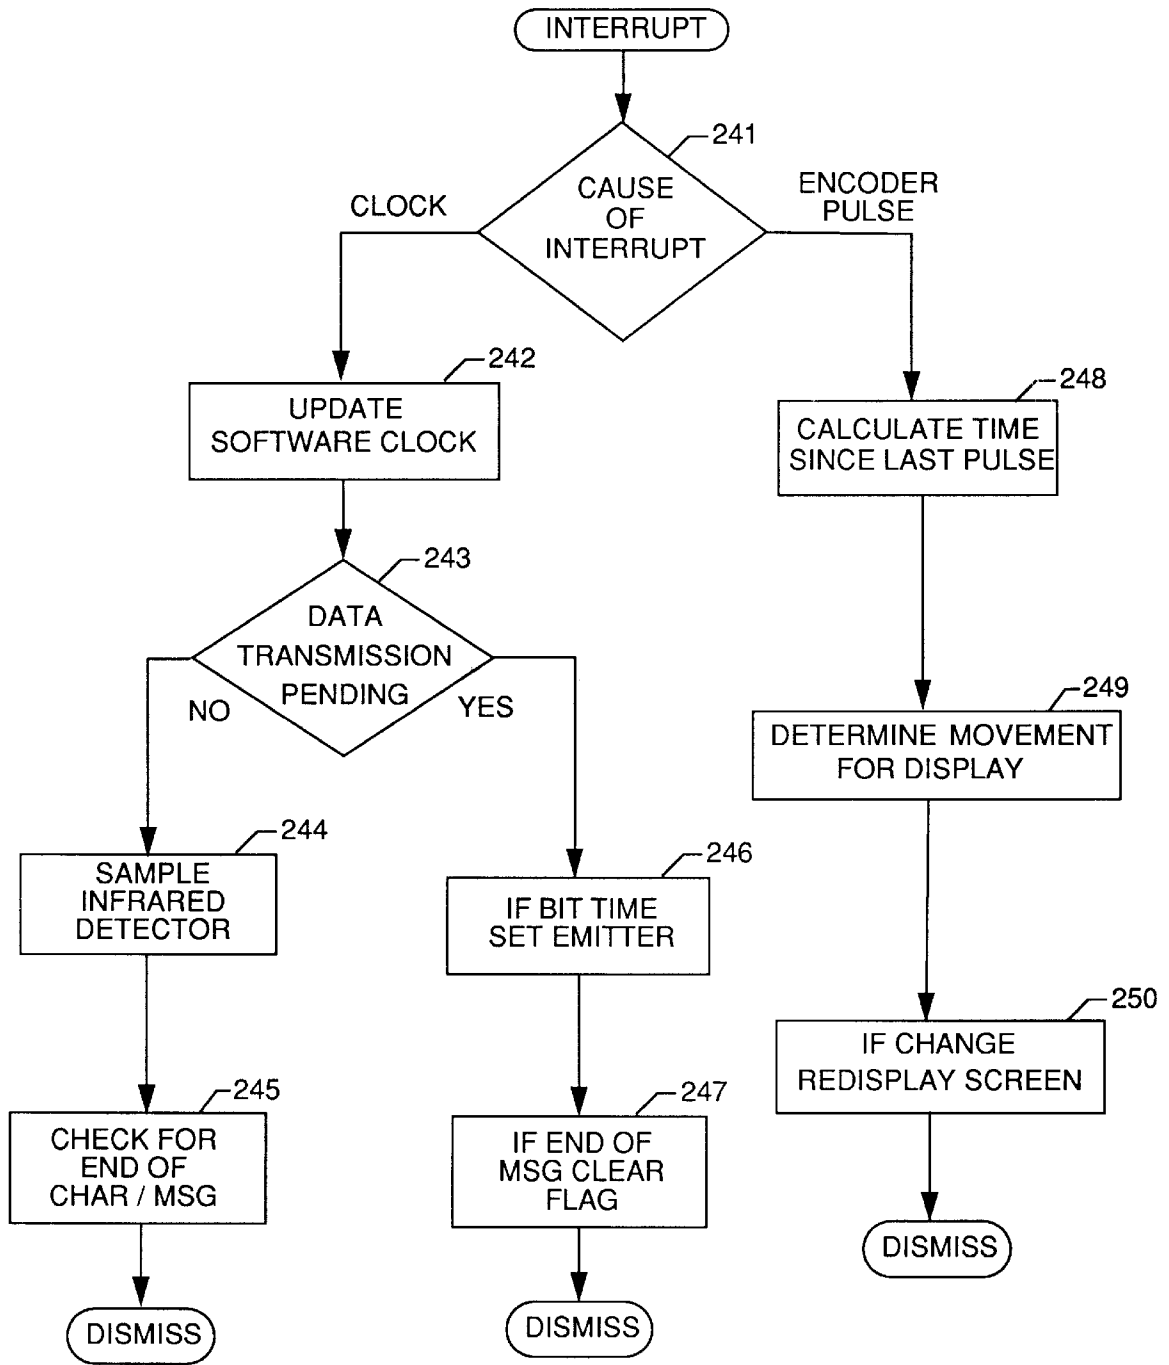 INTERRUPT
241
CAUSE
OF
INTERRUPT
CLOCK
ENCODER
PULSE
242
UPDATE
SOFTWARE CLOCK
248
CALCULATE TIME
SINCE LAST PULSE
243
DATA
TRANSMISSION
PENDING
NO
YES
249
DETERMINE MOVEMENT
FOR DISPLAY
244
SAMPLE
INFRARED
DETECTOR
246
IF BIT TIME
SET EMITTER
250
IF CHANGE
REDISPLAY SCREEN
245
CHECK FOR
END OF
CHAR / MSG
247
IF END OF
MSG CLEAR
FLAG
DISMISS
DISMISS
DISMISS